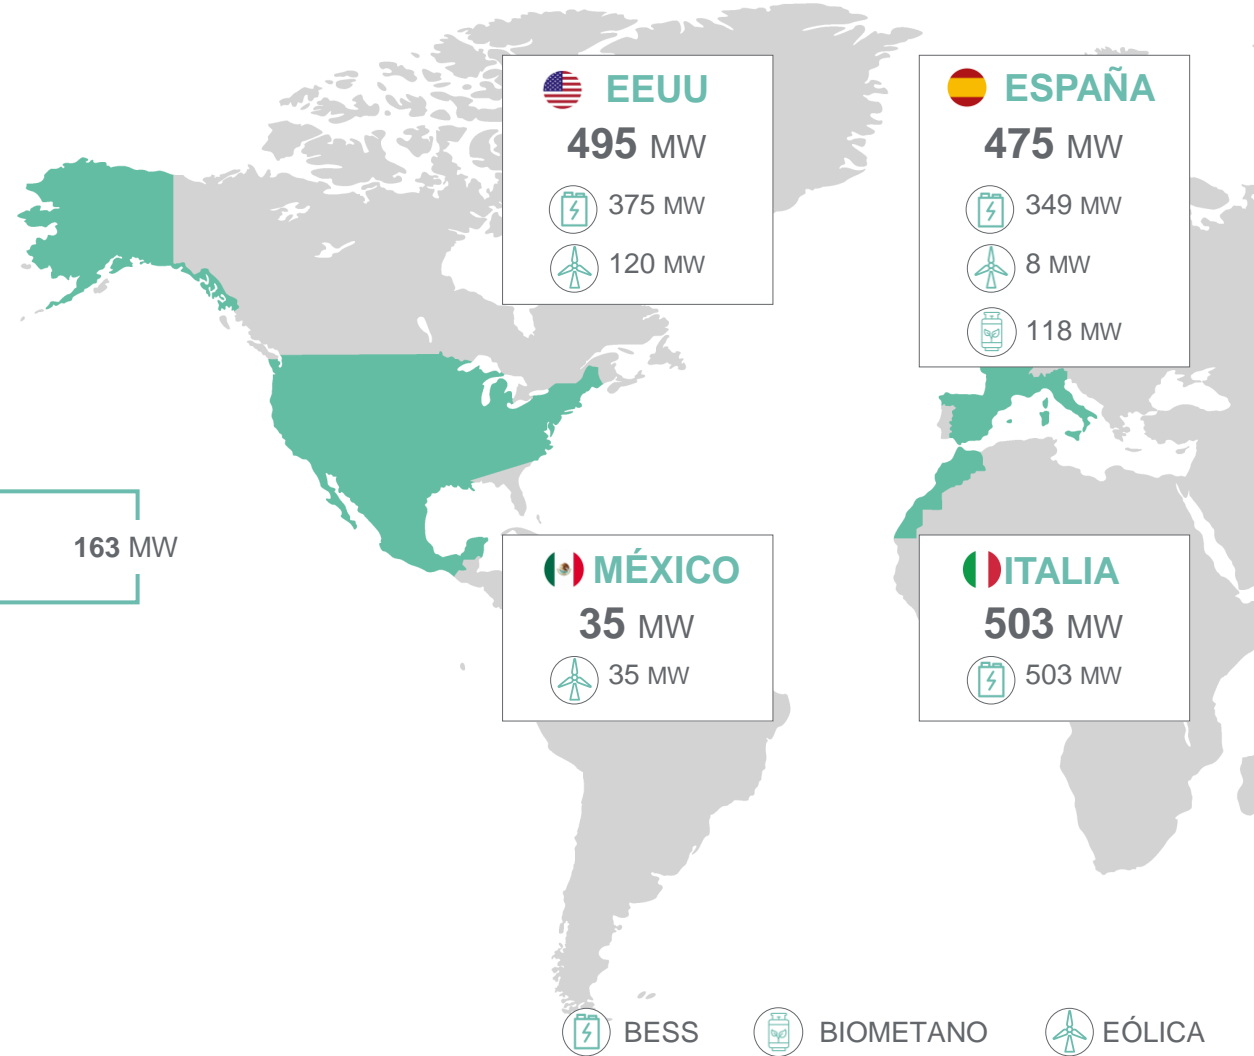 EEUU
495 MW
375 MW
120 MW
ESPAÑA
475 MW
349 MW
8 MW
118 MW
163 MW
MÉXICO
35 MW
35 MW
ITALIA
503 MW
503 MW
BESS
BIOMETANO
EÓLICA